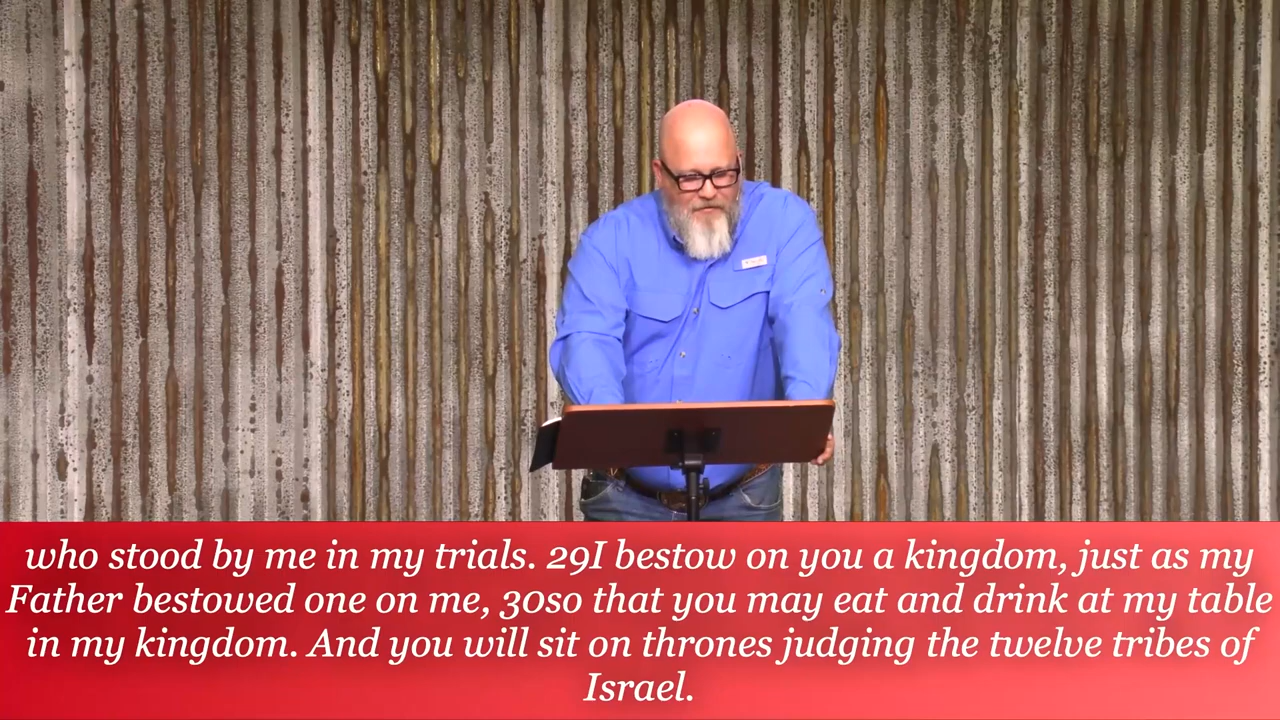 who stood by me in my trials. 29I bestow on you a kingdom, just as my
Father bestowed one on me, 30so that you may eat and drink at my table
in my kingdom. And you will sit on thrones judging the twelve tribes of
Israel.